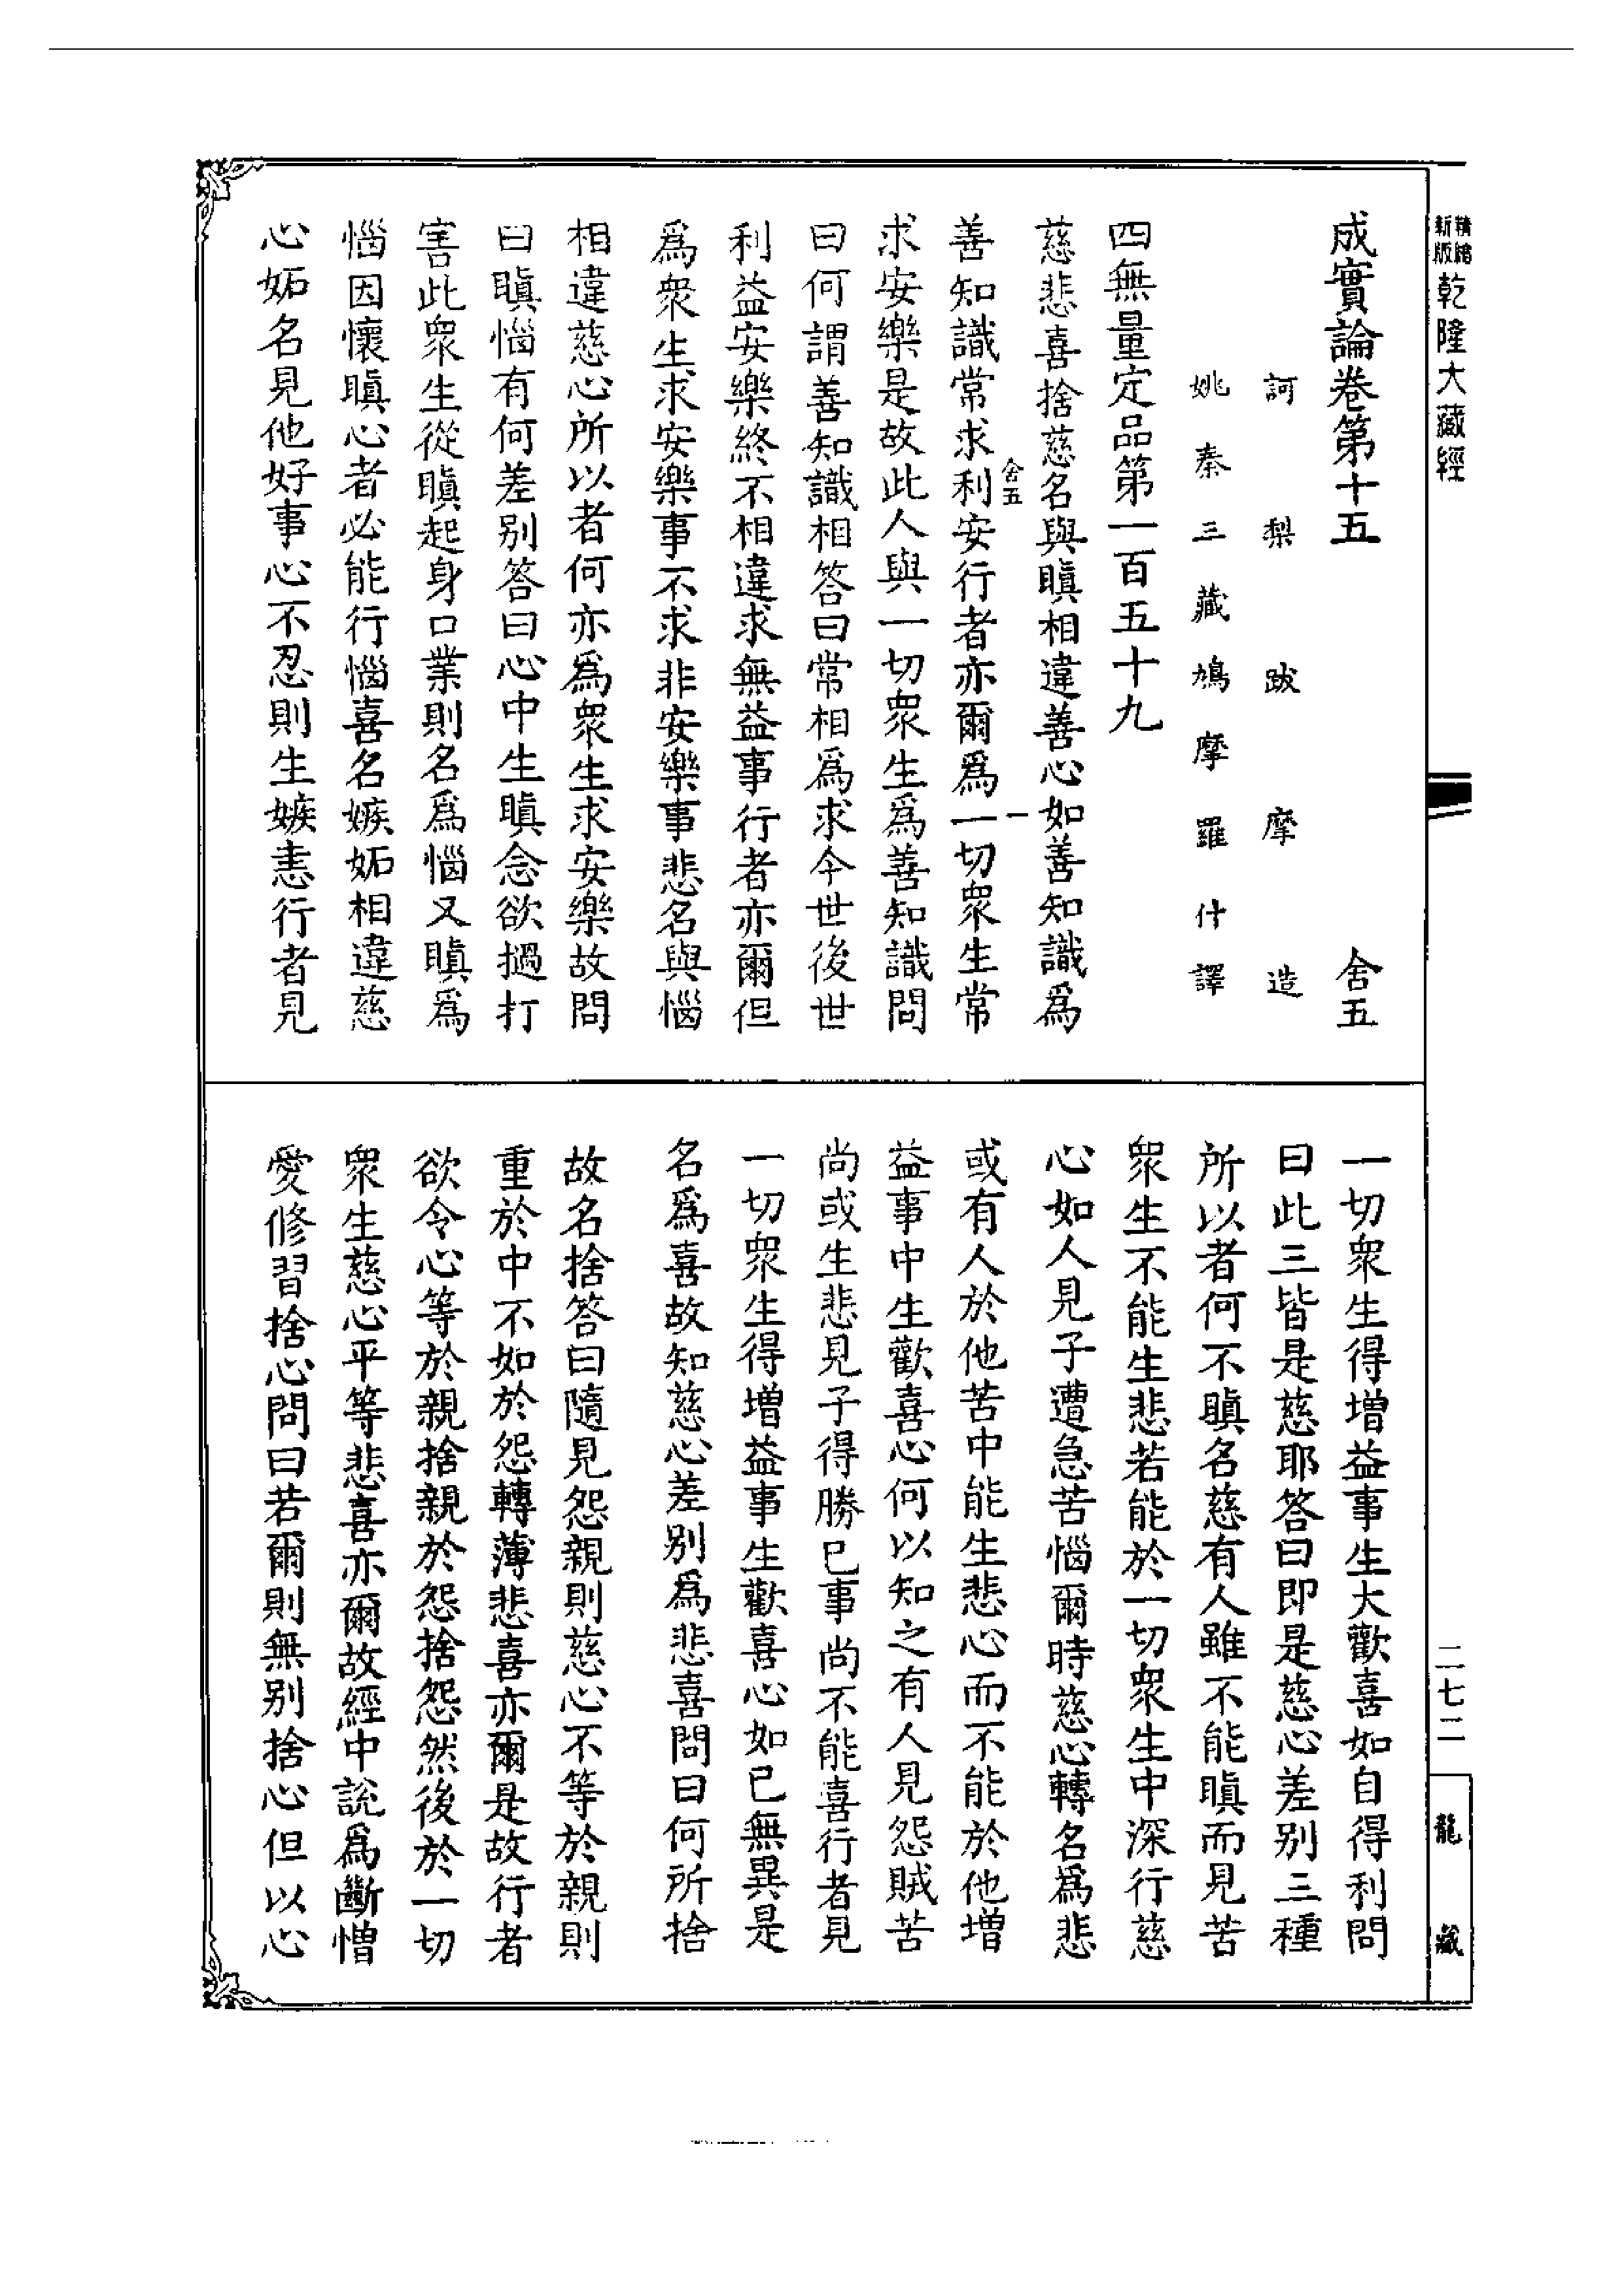 精縮新版乾隆大藏經
成實論卷第十五 舍五
訶梨跋摩造
姚秦三藏鳩摩羅什譯
四無量定品第一百五十九
慈悲喜捨慈名與瞋相違善心如善知識爲
舍五 一
善知識常求利安行者亦爾爲一切衆生常
求安樂是故此人與一切衆生爲善知識問
曰何謂善知識相答曰常相爲求今世後世
利益安樂終不相違求無益事行者亦爾但
爲衆生求安樂事不求非安樂事悲名與惱
相違慈心所以者何亦爲衆生求安樂故問
曰瞋惱有何差別答曰心中生瞋念欲撾打
害此衆生從瞋起身口業則名爲惱又瞋爲
惱因懷瞋心者必能行惱喜名嫉妬相違慈
心妬名見他好事心不忍則生嫉恚行者見
一切衆生得增益事生大歡喜如自得利問
曰此三皆是慈耶答曰即是慈心差別三種
所以者何不瞋名慈有人雖不能瞋而見苦
衆生不能生悲若能於一切衆生中深行慈
心如人見子遭急苦惱爾時慈心轉名爲悲
或有人於他苦中能生悲心而不能於他增
益事中生歡喜心何以知之有人見怨賊苦
尚或生悲見子得勝已事尚不能喜行者見
一切衆生得增益事生歡喜心如已無異是
名爲喜故知慈心差別爲悲喜問曰何所捨
故名捨答曰隨見怨親則慈心不等於親則
重於中不如於怨轉薄悲喜亦爾是故行者
欲令心等於親捨親於怨捨怨然後於一切
衆生慈心平等悲喜亦爾故經中說爲斷憎
愛修習捨心問曰若爾則無別捨心但以心
二七二
龍藏